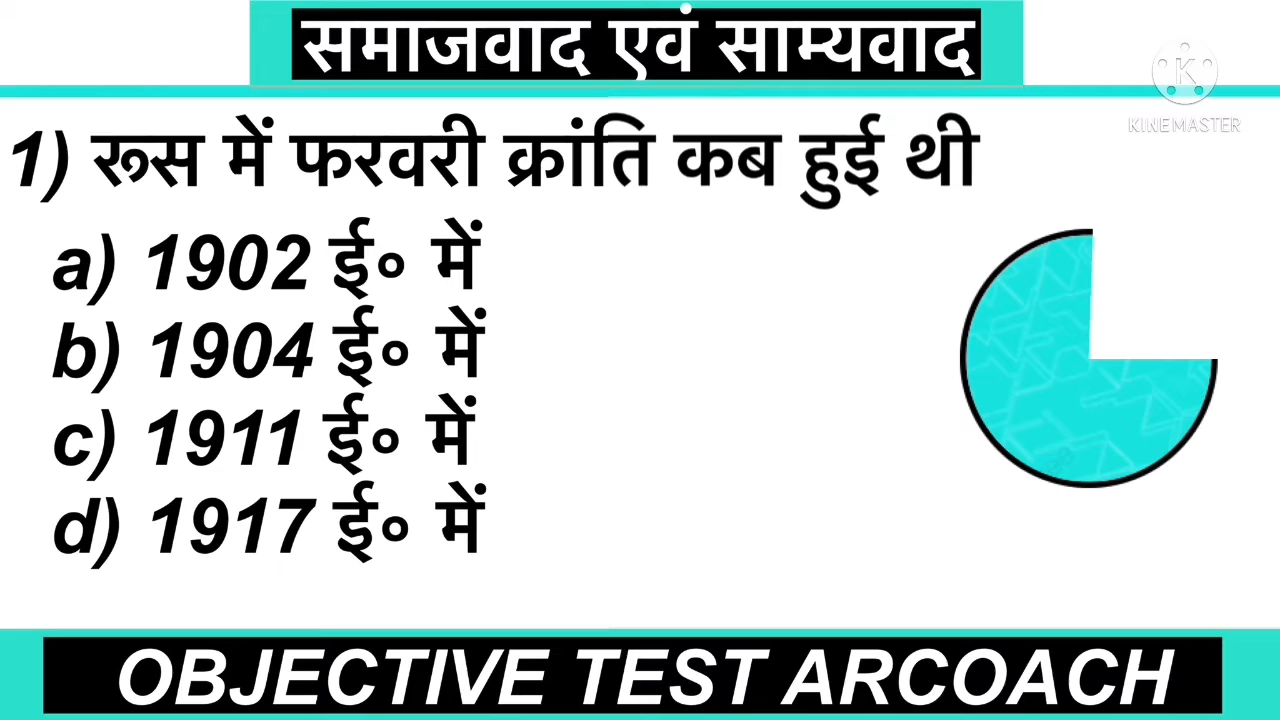 समाजवाद एवं साम्यवाद
K
KINEMASTER
1) रूस में फरवरी क्रांति कब हुई थी
a) 1902 ई० में
b) 1904 ई० में
c) 1911 ई० में
d) 1917 ई० में
OBJECTIVE TEST ARCOACH